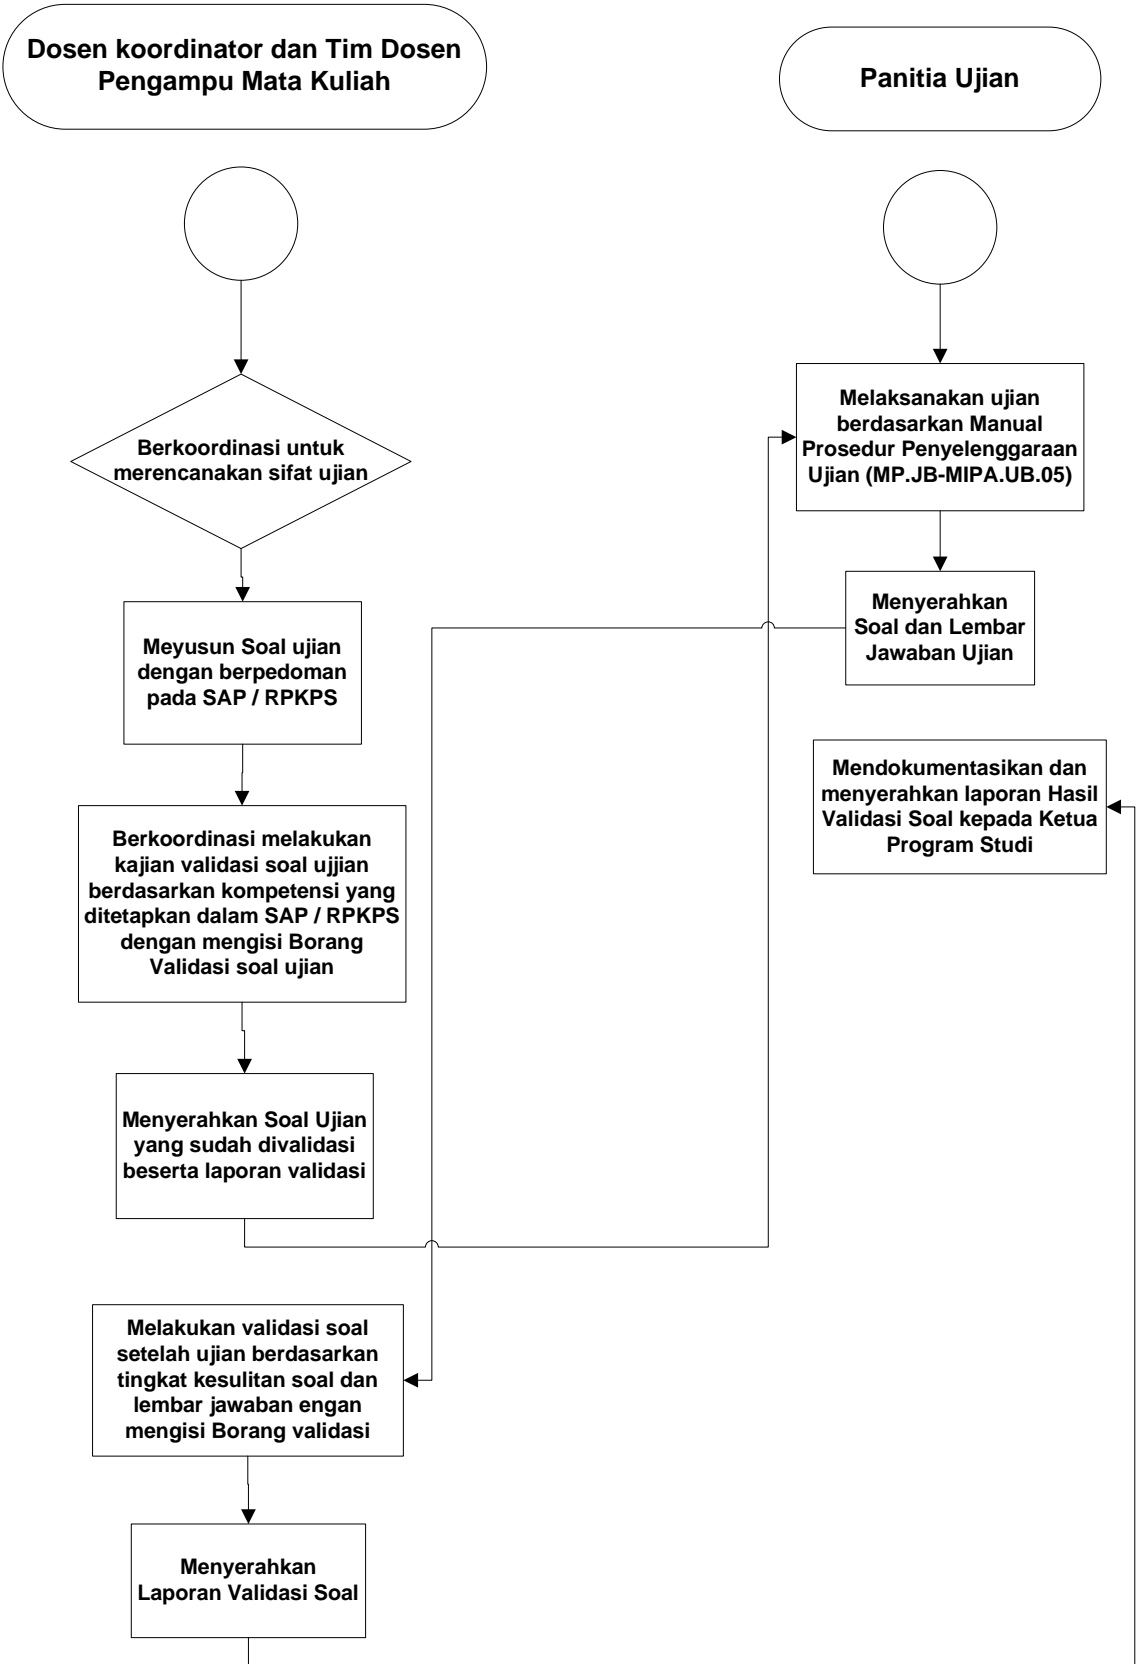 Dosen koordinator dan Tim Dosen
Pengampu Mata Kuliah
Panitia Ujian
Berkoordinasi untuk
merencanakan sifat ujian
Meyusun Soal ujian
dengan berpedoman
pada SAP / RPKPS
Berkoordinasi melakukan
kajian validasi soal ujjian
berdasarkan kompetensi yang
ditetapkan dalam SAP / RPKPS
dengan mengisi Borang
Validasi soal ujian
Menyerahkan Soal Ujian
yang sudah divalidasi
beserta laporan validasi
Melaksanakan ujian
berdasarkan Manual
Prosedur Penyelenggaraan
Ujian (MP.JB-MIPA.UB.05)
Menyerahkan
Soal dan Lembar
Jawaban Ujian
Melakukan validasi soal
setelah ujian berdasarkan
tingkat kesulitan soal dan
lembar jawaban engan
mengisi Borang validasi
Menyerahkan
Laporan Validasi Soal
Mendokumentasikan dan
menyerahkan laporan Hasil
Validasi Soal kepada Ketua
Program Studi